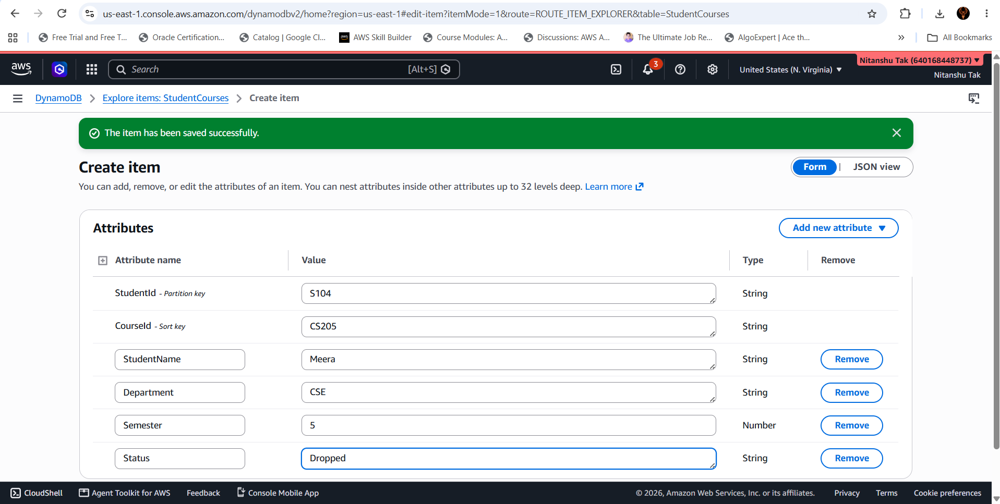 us-east-1.console.aws.amazon.com/dynamodbv2/home?region=us-east-1#edit-item?itemMode=1&route=ROUTE_ITEM_EXPLORER&table=StudentCourses
Free Trial and Free T... Oracle Certification... Catalog | Google Cl... aws AWS Skill Builder Course Modules: A... Discussions: AWS A... The Ultimate Job Re... AlgoExpert | Ace th... » All Bookmarks
aws Search [Alt+S] 3 United States (N. Virginia) ▼ Nitanshu Tak (640168448737) ▼
Nitanshu Tak
DynamoDB > Explore items: StudentCourses > Create item
The item has been saved successfully.
Create item Form | JSON view
You can add, remove, or edit the attributes of an item. You can nest attributes inside other attributes up to 32 levels deep. Learn more
Attributes Add new attribute ▼
Attribute name Value Type Remove
StudentId - Partition key S104 String
CourseId - Sort key CS205 String
StudentName Meera String Remove
Department CSE String Remove
Semester 5 Number Remove
Status Dropped String Remove
CloudShell Agent Toolkit for AWS Feedback Console Mobile App © 2026, Amazon Web Services, Inc. or its affiliates. Privacy Terms Cookie preferences